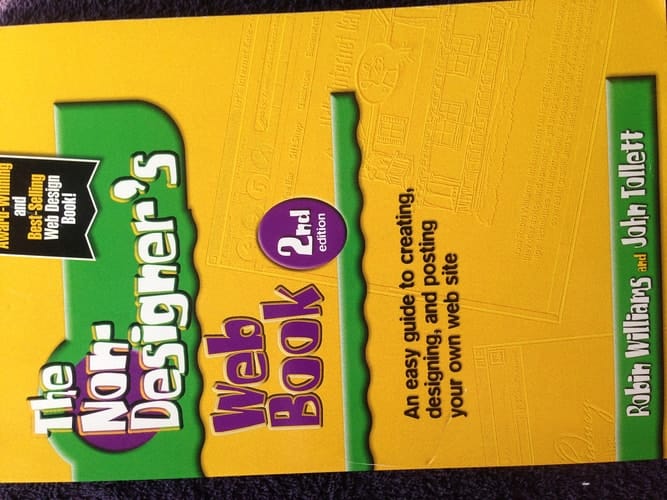 Award-Winning
and
Best-Selling
Web Design
Book!
The
Non-
Designer's
Web
Book
2nd
edition
An easy guide to creating,
designing, and posting
your own web site
Robin Williams and John Tollett